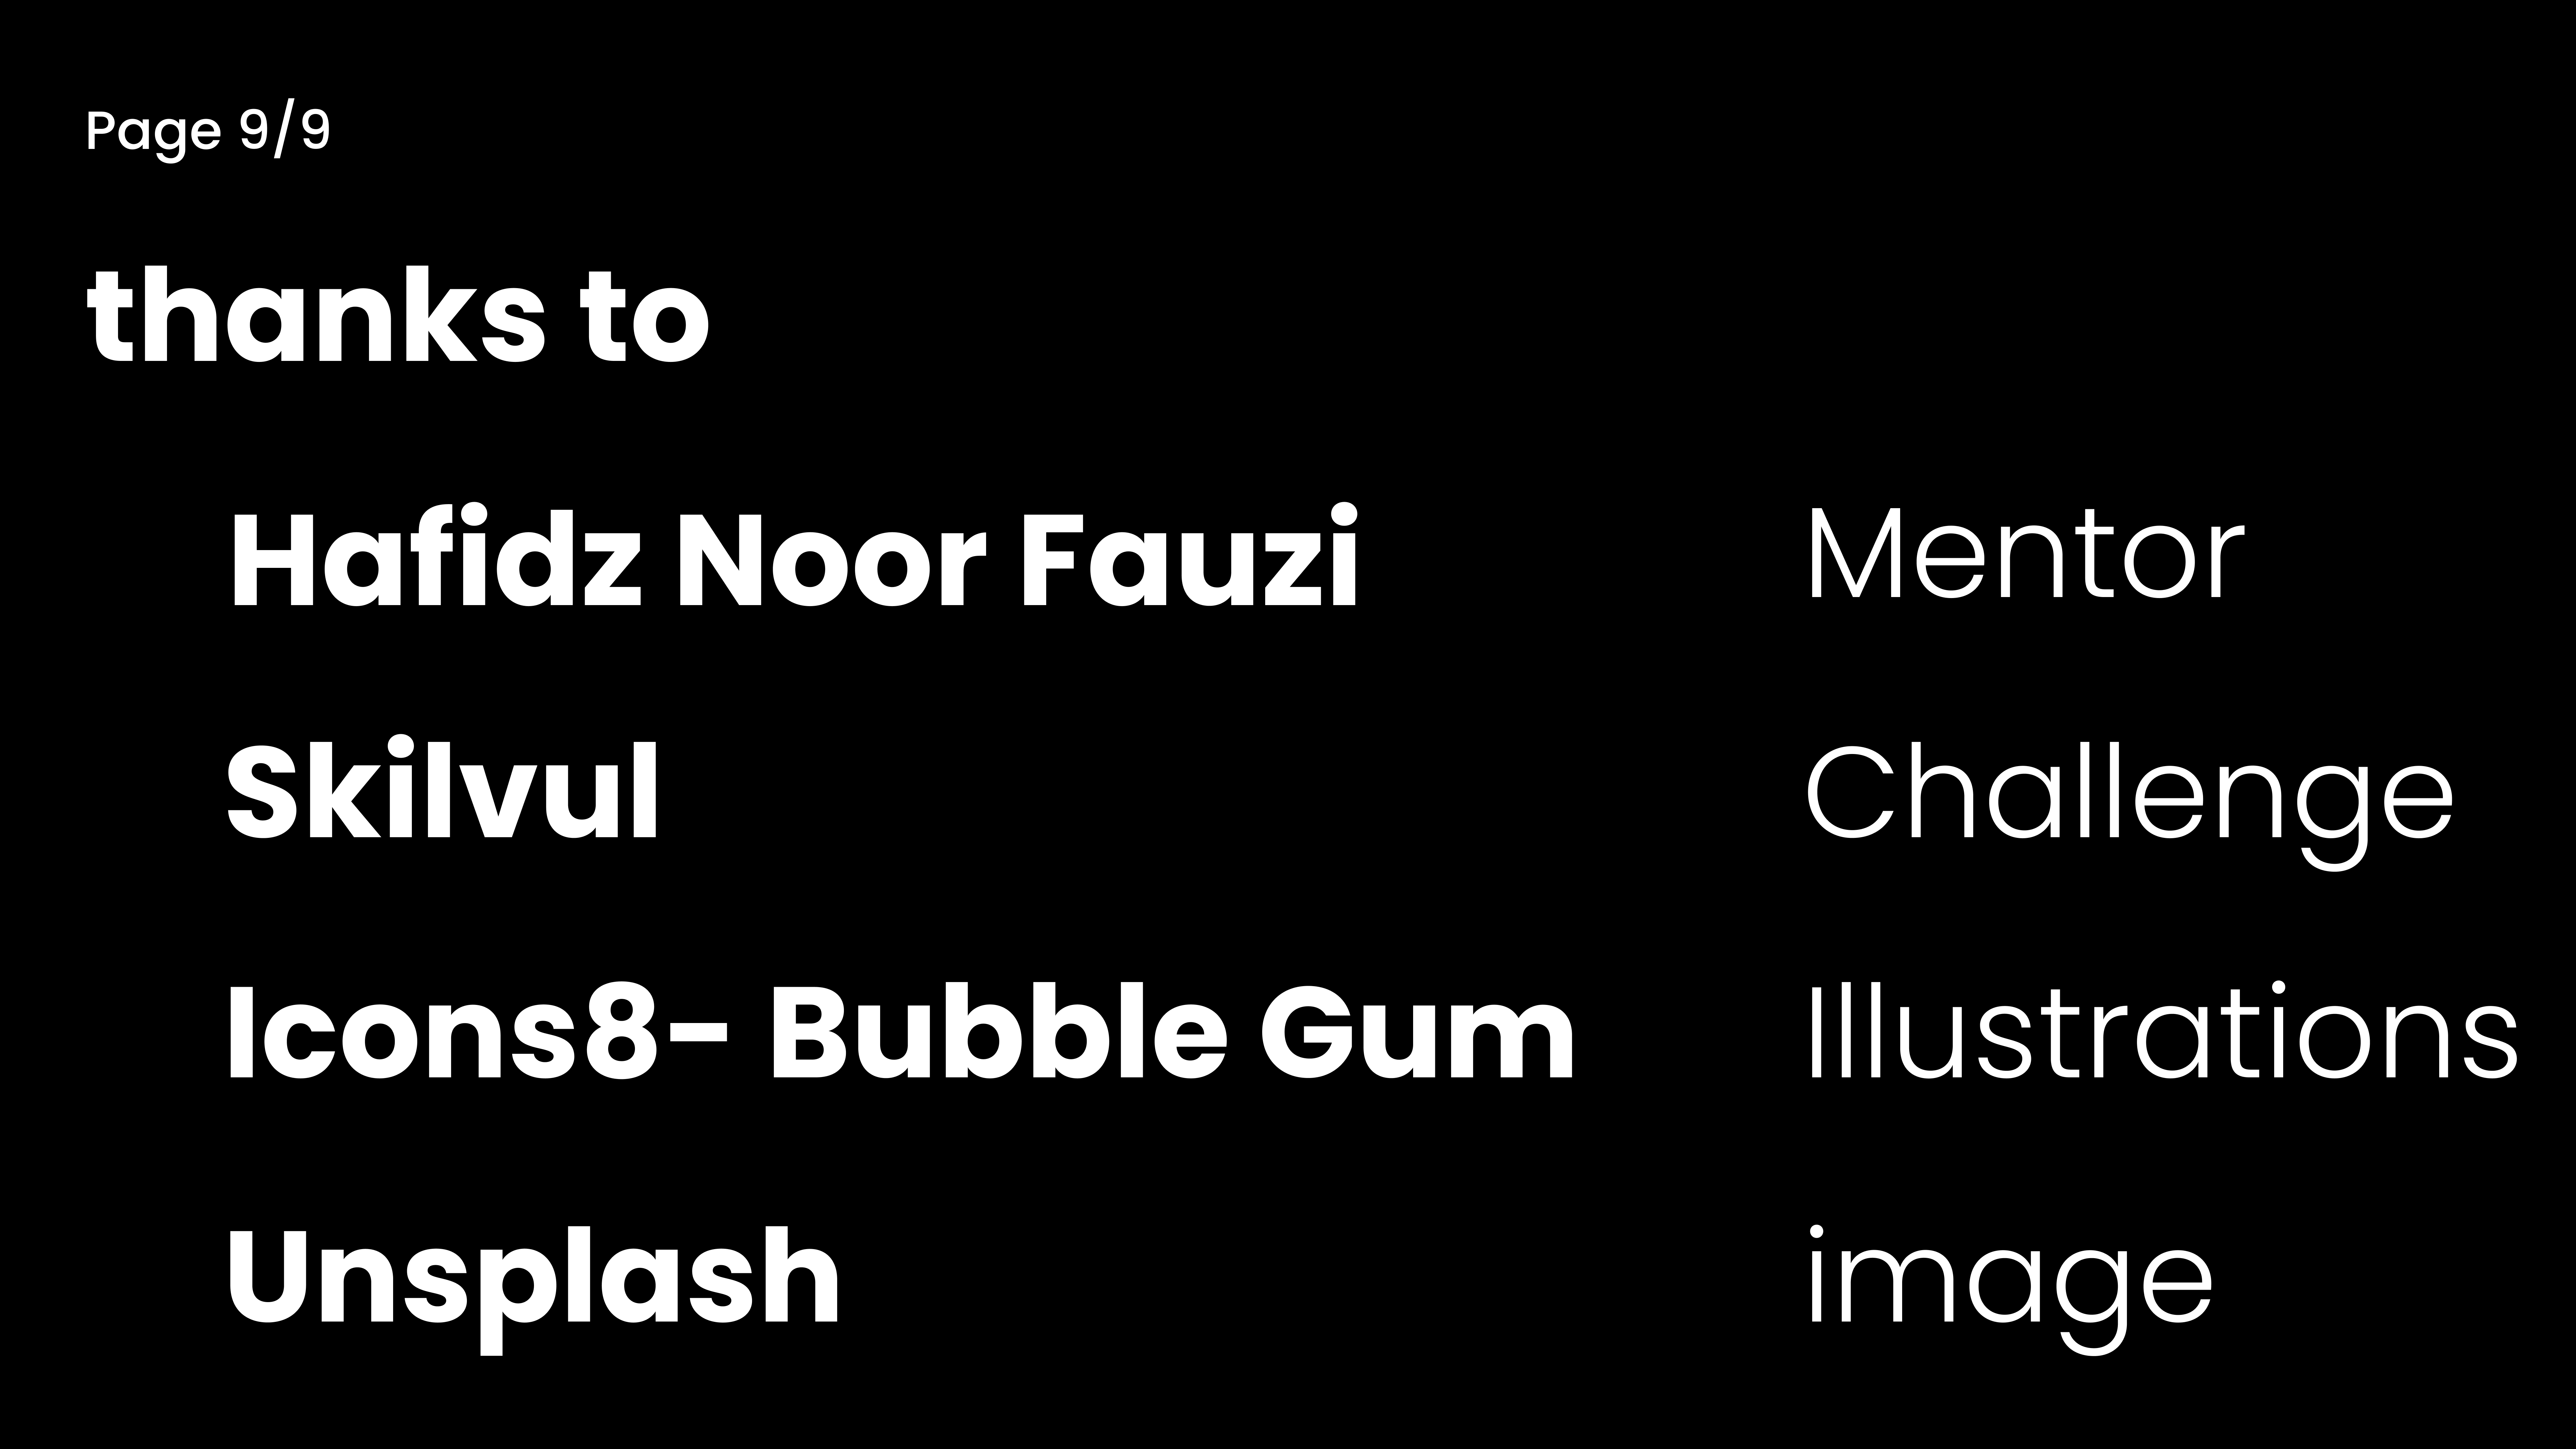 Page 9/9
thanks to
Hafidz Noor Fauzi Mentor
Skilvul Challenge
Icons8- Bubble Gum Illustrations
Unsplash image